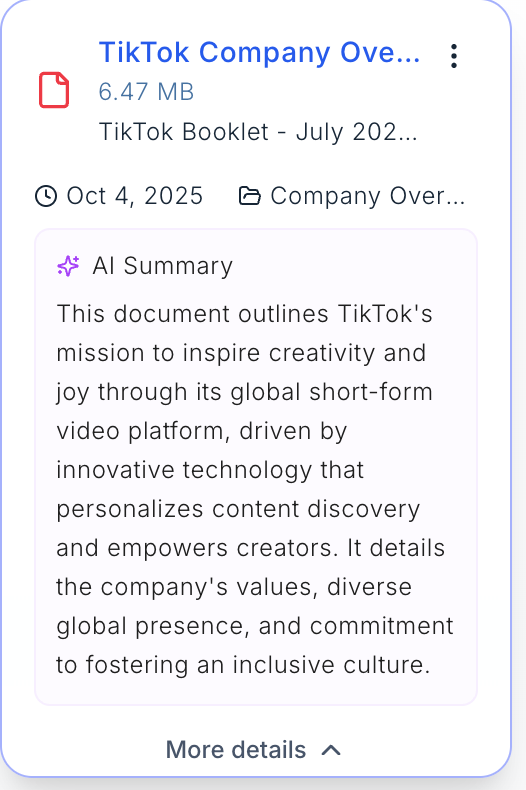 TikTok Company Ove...
6.47 MB
TikTok Booklet - July 202...
Oct 4, 2025 Company Over...
AI Summary
This document outlines TikTok's
mission to inspire creativity and
joy through its global short-form
video platform, driven by
innovative technology that
personalizes content discovery
and empowers creators. It details
the company's values, diverse
global presence, and commitment
to fostering an inclusive culture.
More details